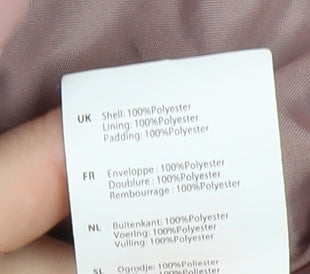 UK Shell: 100%Polyester
Lining: 100%Polyester
Padding: 100%Polyester
FR Enveloppe : 100%Polyester
Doublure : 100%Polyester
Rembourrage : 100%Polyester
NL Buitenkant: 100%Polyester
Voering: 100%Polyester
Vulling: 100%Polyester
SL Ogrodje: 100%Poliester